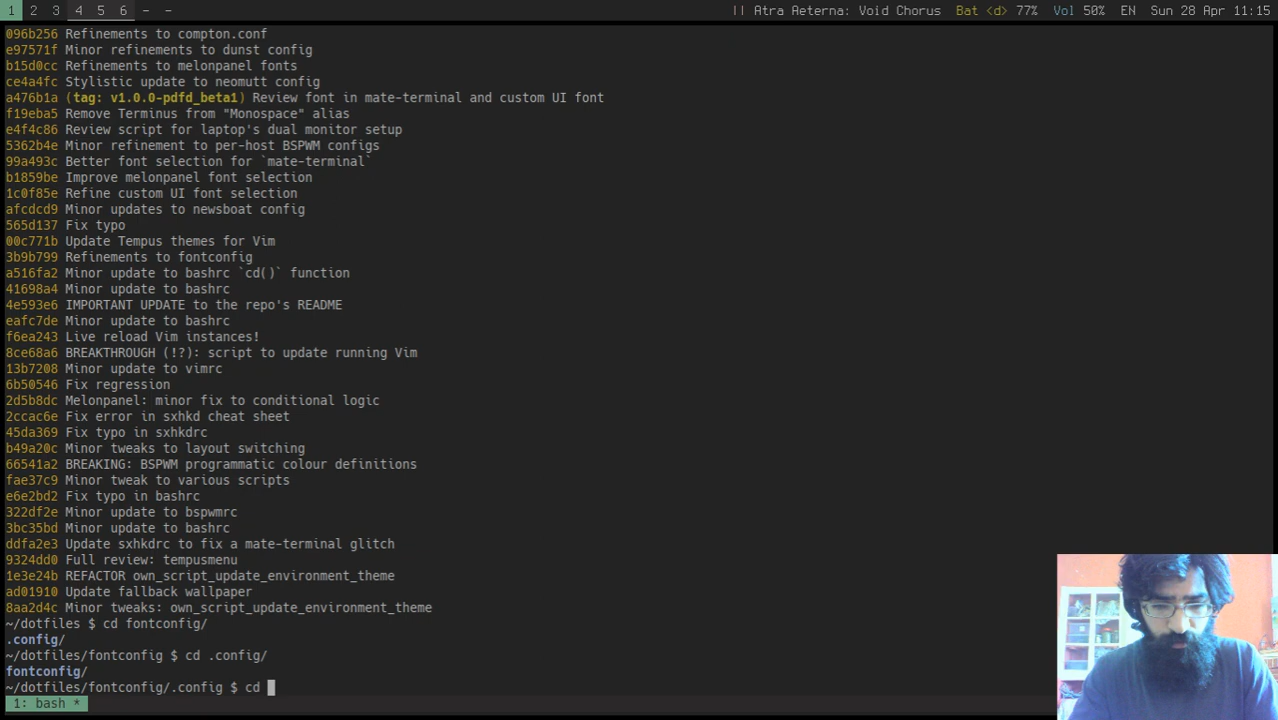 1 2 3 4 5 6 - - || Atra Aeterna: Void Chorus Bat <d> 77% Vol 50% EN Sun 28 Apr 11:15
096b256 Refinements to compton.conf
e97571f Minor refinements to dunst config
b15d0cc Refinements to melonpanel fonts
ce4a4fc Stylistic update to neomutt config
a476b1a (tag: v1.0.0-pdfd_beta1) Review font in mate-terminal and custom UI font
f19eba5 Remove Terminus from "Monospace" alias
e4f4c86 Review script for laptop's dual monitor setup
5362b4e Minor refinement to per-host BSPWM configs
99a493c Better font selection for `mate-terminal`
b1859be Improve melonpanel font selection
1c0f85e Refine custom UI font selection
afcdcd9 Minor updates to newsboat config
565d137 Fix typo
00c771b Update Tempus themes for Vim
3b9b799 Refinements to fontconfig
a516fa2 Minor update to bashrc `cd()` function
41698a4 Minor update to bashrc
4e593e6 IMPORTANT UPDATE to the repo's README
eafc7de Minor update to bashrc
f6ea243 Live reload Vim instances!
8ce68a6 BREAKTHROUGH (!?): script to update running Vim
13b7208 Minor update to vimrc
6b50546 Fix regression
2d5b8dc Melonpanel: minor fix to conditional logic
2ccac6e Fix error in sxhkd cheat sheet
45da369 Fix typo in sxhkdrc
b49a20c Minor tweaks to layout switching
66541a2 BREAKING: BSPWM programmatic colour definitions
fae37c9 Minor tweak to various scripts
e6e2bd2 Fix typo in bashrc
322df2e Minor update to bspwmrc
3bc35bd Minor update to bashrc
ddfa2e3 Update sxhkdrc to fix a mate-terminal glitch
9324dd0 Full review: tempusmenu
1e3e24b REFACTOR own_script_update_environment_theme
ad01910 Update fallback wallpaper
8aa2d4c Minor tweaks: own_script_update_environment_theme
~/dotfiles $ cd fontconfig/
.config/
~/dotfiles/fontconfig $ cd .config/
fontconfig/
~/dotfiles/fontconfig/.config $ cd
1: bash *